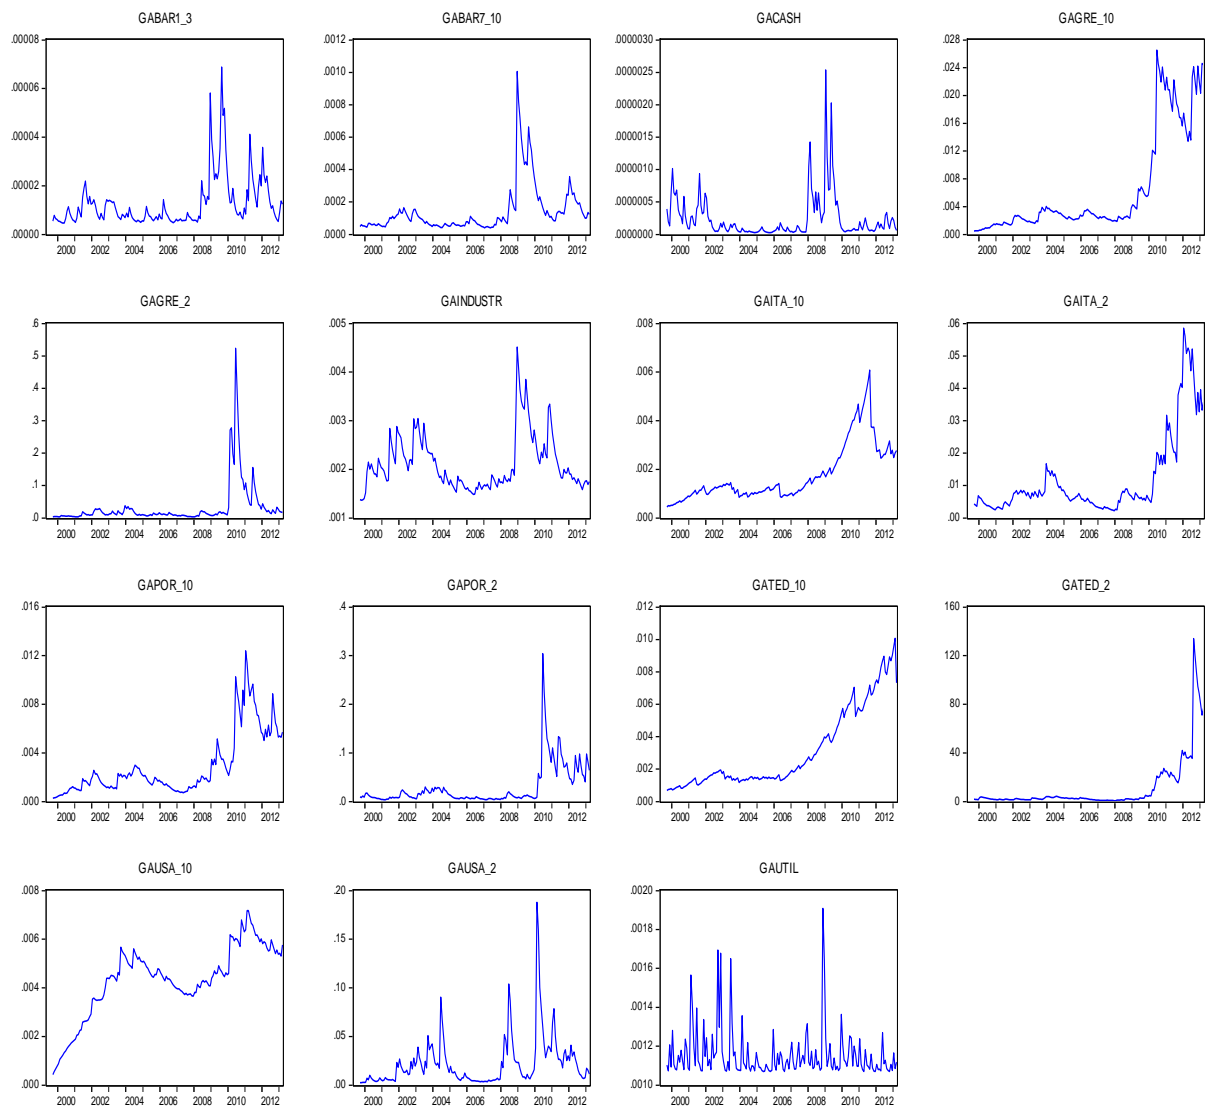 GABAR1_3 GABAR7_10 GACASH GAGRE_10
.00008 .0012 .0000030 .028
.0000025 .024
.0010
.00006 .020
.0008 .0000020
.016
.00004 .0006 .0000015
.012
.0004 .0000010
.00002 .008
.0002 .0000005 .004
.00000 .0000 .0000000 .000
2000 2002 2004 2006 2008 2010 2012 2000 2002 2004 2006 2008 2010 2012 2000 2002 2004 2006 2008 2010 2012 2000 2002 2004 2006 2008 2010 2012
GAGRE_2 GAINDUSTR GAITA_10 GAITA_2
.6 .005 .008 .06
.5 .05
.004 .006
.4 .04
.3 .003 .004 .03
.2 .02
.002 .002
.1 .01
.0 .001 .000 .00
2000 2002 2004 2006 2008 2010 2012 2000 2002 2004 2006 2008 2010 2012 2000 2002 2004 2006 2008 2010 2012 2000 2002 2004 2006 2008 2010 2012
GAPOR_10 GAPOR_2 GATED_10 GATED_2
.016 .4 .012 160
.010
.012 .3 120
.008
.008 .2 .006 80
.004
.004 .1 40
.002
.000 .0 .000 0
2000 2002 2004 2006 2008 2010 2012 2000 2002 2004 2006 2008 2010 2012 2000 2002 2004 2006 2008 2010 2012 2000 2002 2004 2006 2008 2010 2012
GAUSA_10 GAUSA_2 GAUTIL
.008 .20 .0020
.0018
.006 .15
.0016
.004 .10
.0014
.002 .05
.0012
.000 .00 .0010
2000 2002 2004 2006 2008 2010 2012 2000 2002 2004 2006 2008 2010 2012 2000 2002 2004 2006 2008 2010 2012